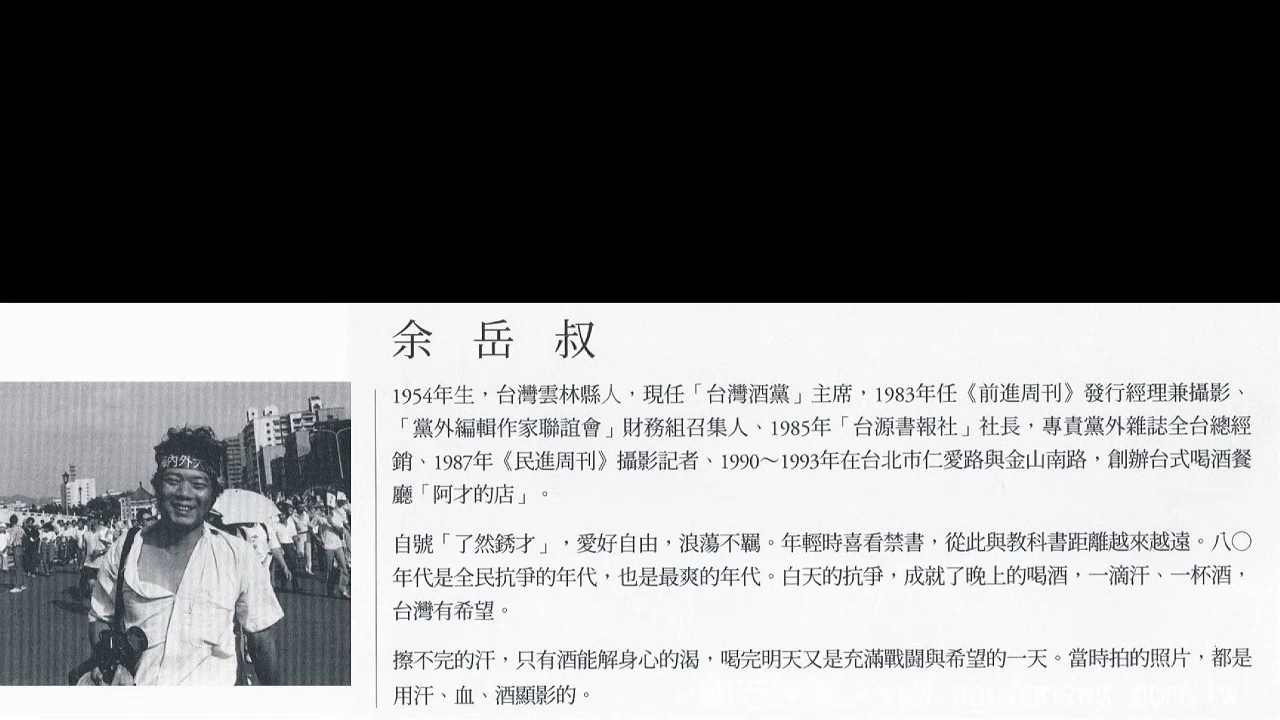 余岳叔
1954年生，台灣雲林縣人，現任「台灣酒黨」主席，1983年任《前進周刊》發行經理兼攝影、
「黨外編輯作家聯誼會」財務組召集人、1985年「台源書報社」社長，專責黨外雜誌全台總經
銷、1987年《民進周刊》攝影記者、1990～1993年在台北市仁愛路與金山南路，創辦台式喝酒餐
廳「阿才的店」。
自號「了然銹才」，愛好自由，浪蕩不羈。年輕時喜看禁書，從此與教科書距離越來越遠。八〇
年代是全民抗爭的年代，也是最爽的年代。白天的抗爭，成就了晚上的喝酒，一滴汗、一杯酒，
台灣有希望。
擦不完的汗，只有酒能解身心的渴，喝完明天又是充滿戰鬪與希望的一天。當時拍的照片，都是
用汗、血、酒顯影的。
內外